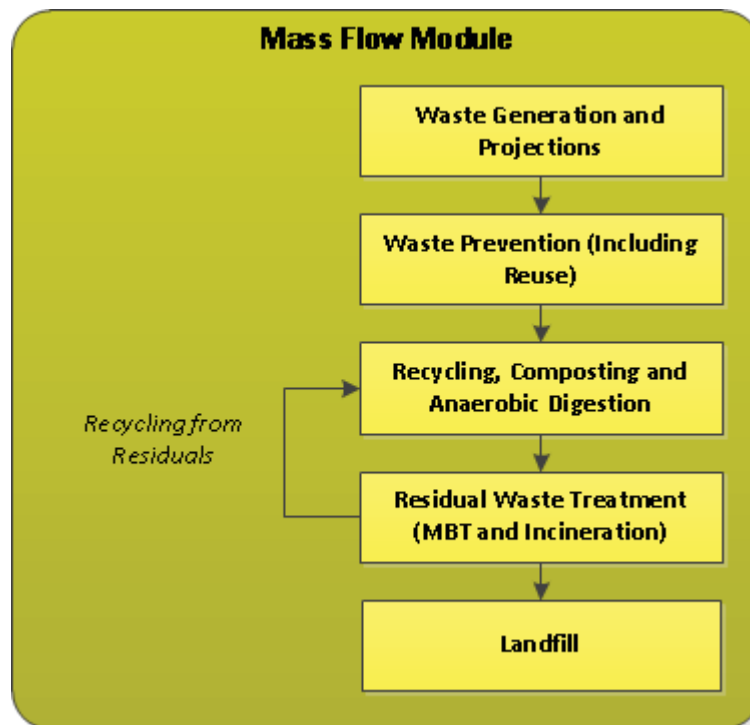 Mass Flow Module
Waste Generation and
Projections
Waste Prevention (Including
Reuse)
Recycling, Composting and
Anaerobic Digestion
Recycling from
Residuals
Residual Waste Treatment
(MBT and Incineration)
Landfill